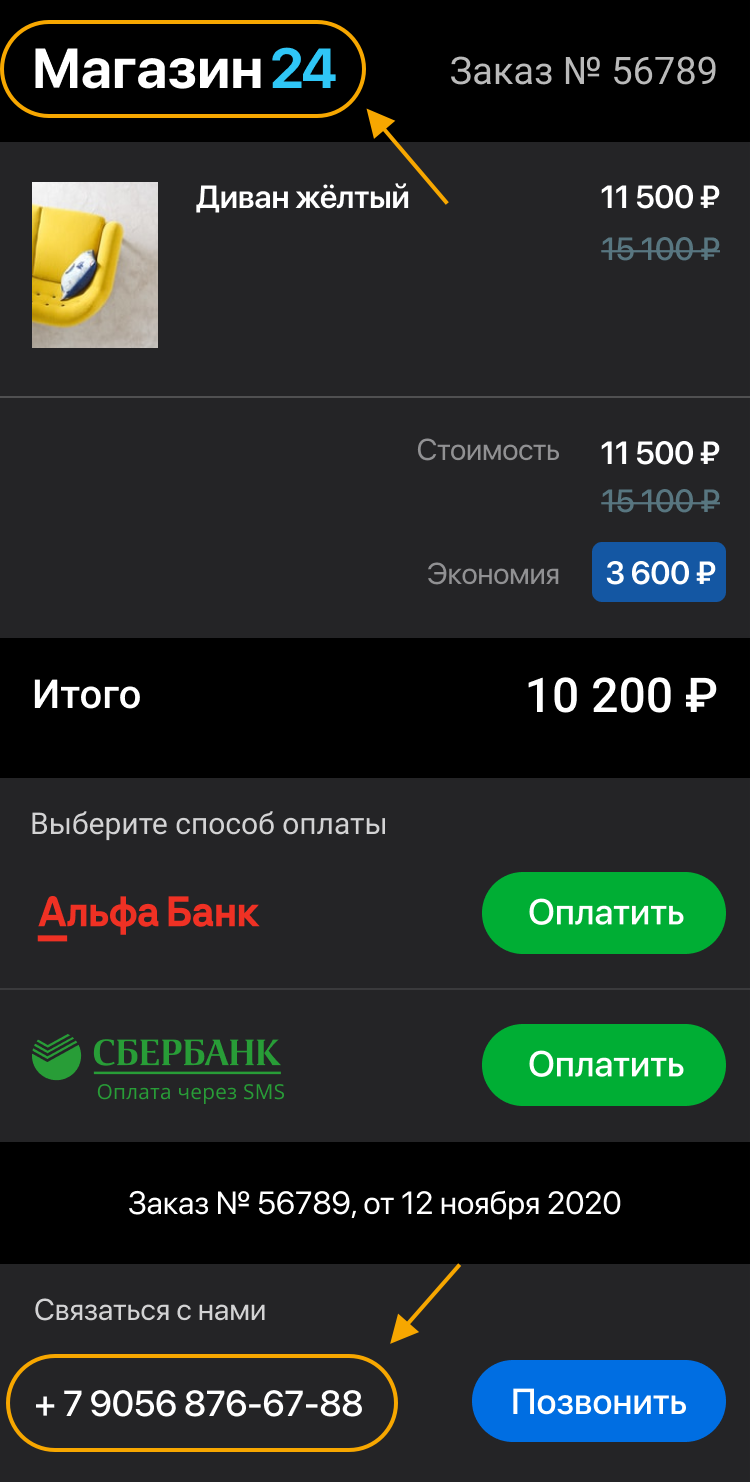 Магазин 24
Заказ № 56789
Диван жёлтый 11 500 ₽
15 100 ₽
Стоимость 11 500 ₽
15 100 ₽
Экономия 3 600 ₽
Итого 10 200 ₽
Выберите способ оплаты
Альфа Банк Оплатить
СБЕРБАНК Оплатить
Оплата через SMS
Заказ № 56789, от 12 ноября 2020
Связаться с нами
+ 7 9056 876-67-88 Позвонить